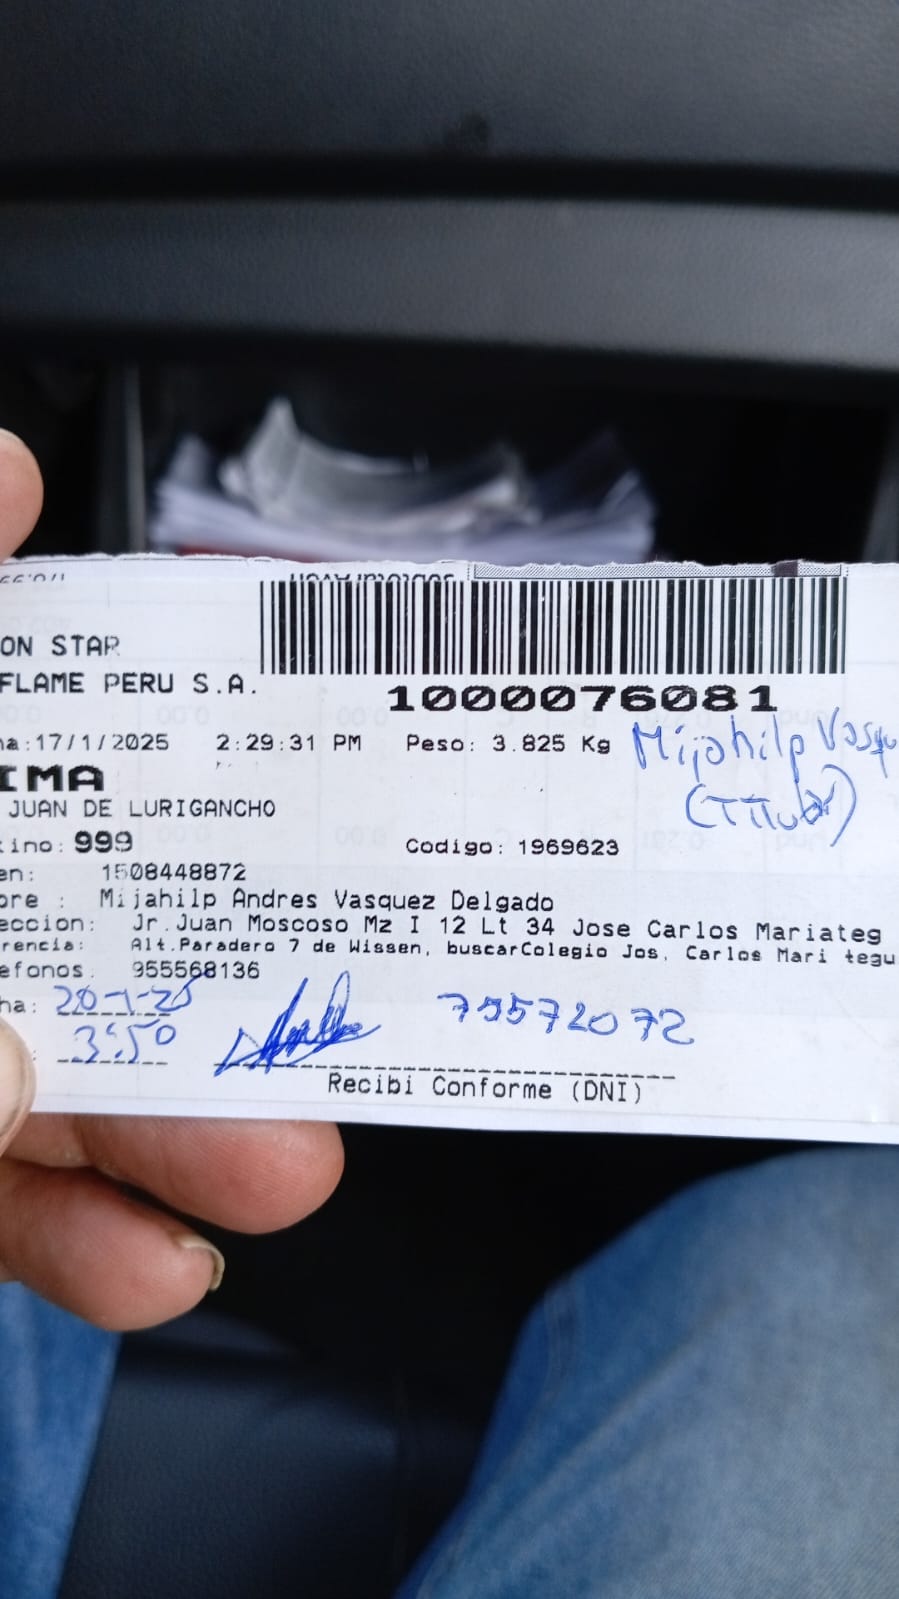 ON STAR
FLAME PERU S.A.
1000076081
ha:17/1/2025 2:29:31 PM Peso: 3.825 Kg
Mijahilp Vasqu
IMA
(TITular)
JUAN DE LURIGANCHO
tino: 999 Codigo: 1969623
en: 1508448872
bre : Mijahilp Andres Vasquez Delgado
eccion: Jr.Juan Moscoso Mz I 12 Lt 34 Jose Carlos Mariateg
rencia: Alt.Paradero 7 de Wissen, buscarColegio Jos, Carlos Mari tegu
efonos: 955568136
ha: 20-1-25
3:50
75572072
Recibi Conforme (DNI)